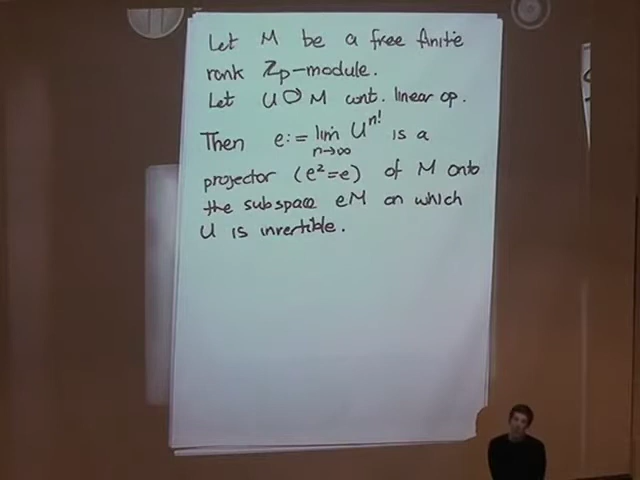 Let M be a free finite
rank ℤp-module.
Let U ↻ M cont. linear op.
Then e := lim n→∞ U^n! is a
projector (e²=e) of M onto
the subspace eM on which
U is invertible.